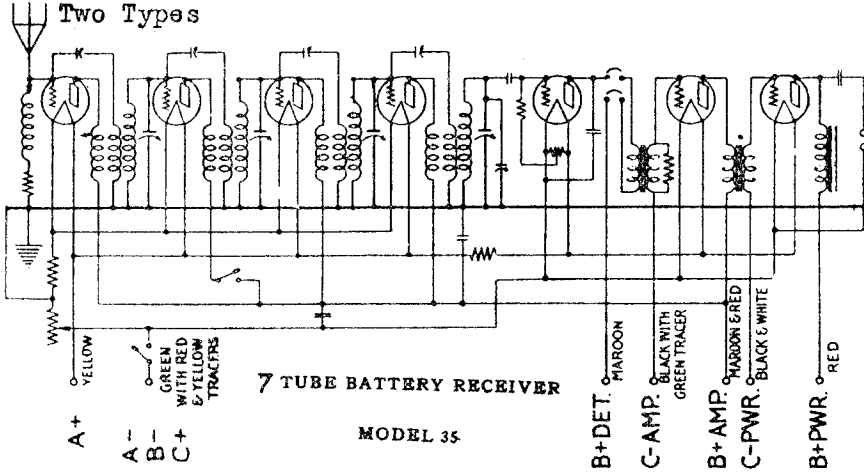 Two Types
YELLOW
GREEN
WITH RED
& YELLOW
TRACERS
7 TUBE BATTERY RECEIVER
MODEL 35
MAROON
BLACK WITH
GREEN TRACER
MAROON & RED
BLACK & WHITE
RED
A+
A-
B-
C+
B+DET.
C-AMP.
B+AMP.
C-PWR.
B+PWR.